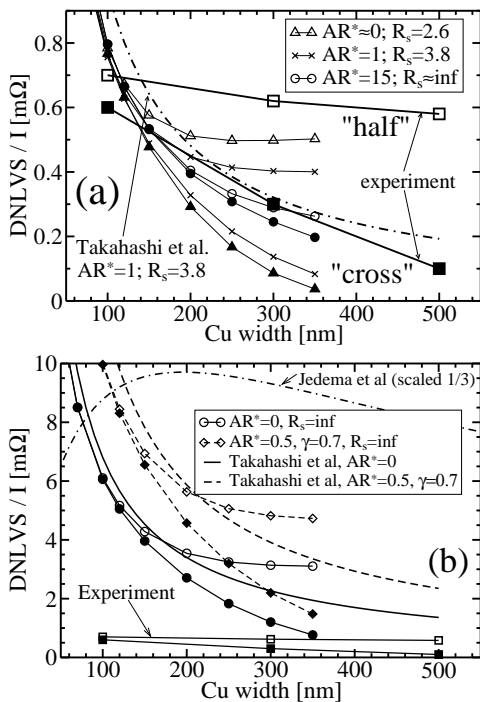 DNLVS / I [mΩ]
0.8
0.6
0.4
0.2
0
AR*≈0; Rs=2.6
AR*=1; Rs=3.8
AR*=15; Rs≈inf
"half"
experiment
(a)
Takahashi et al.
AR*=1; Rs=3.8
"cross"
100
200
300
400
500
Cu width [nm]
DNLVS / I [mΩ]
10
8
6
4
2
0
Jedema et al (scaled 1/3)
AR*=0, Rs=inf
AR*=0.5, γ=0.7, Rs=inf
Takahashi et al, AR*=0
Takahashi et al, AR*=0.5, γ=0.7
(b)
Experiment
100
200
300
400
500
Cu width [nm]